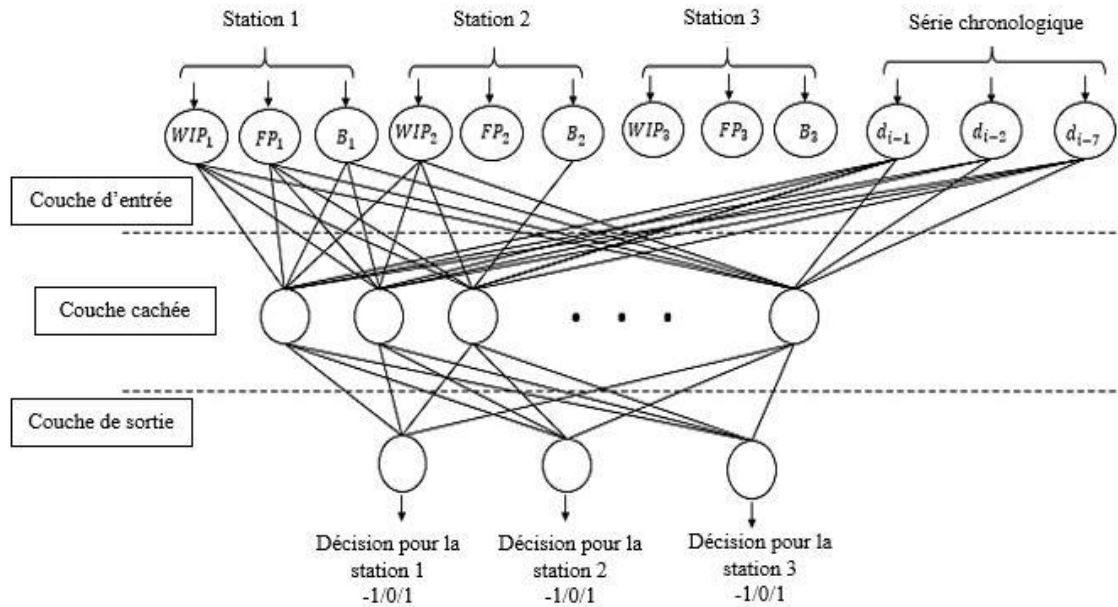 Station 1
Station 2
Station 3
Série chronologique
WIP₁
FP₁
B₁
WIP₂
FP₂
B₂
WIP₃
FP₃
B₃
dᵢ₋₁
dᵢ₋₂
dᵢ₋₇
Couche d'entrée
Couche cachée
Couche de sortie
Décision pour la
station 1
-1/0/1
Décision pour la
station 2
-1/0/1
Décision pour la
station 3
-1/0/1